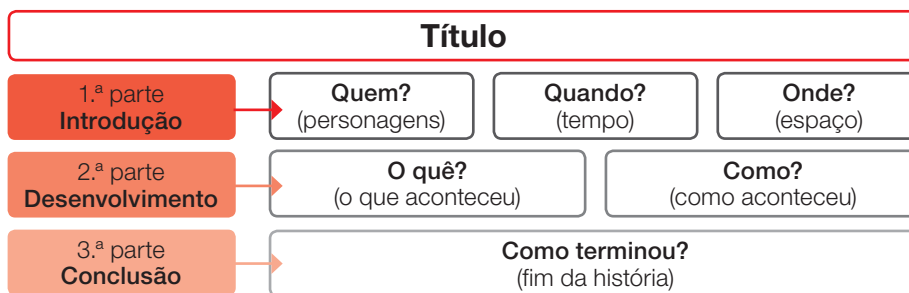 Título
1.ª parte
Introdução
Quem?
(personagens)
Quando?
(tempo)
Onde?
(espaço)
2.ª parte
Desenvolvimento
O quê?
(o que aconteceu)
Como?
(como aconteceu)
3.ª parte
Conclusão
Como terminou?
(fim da história)